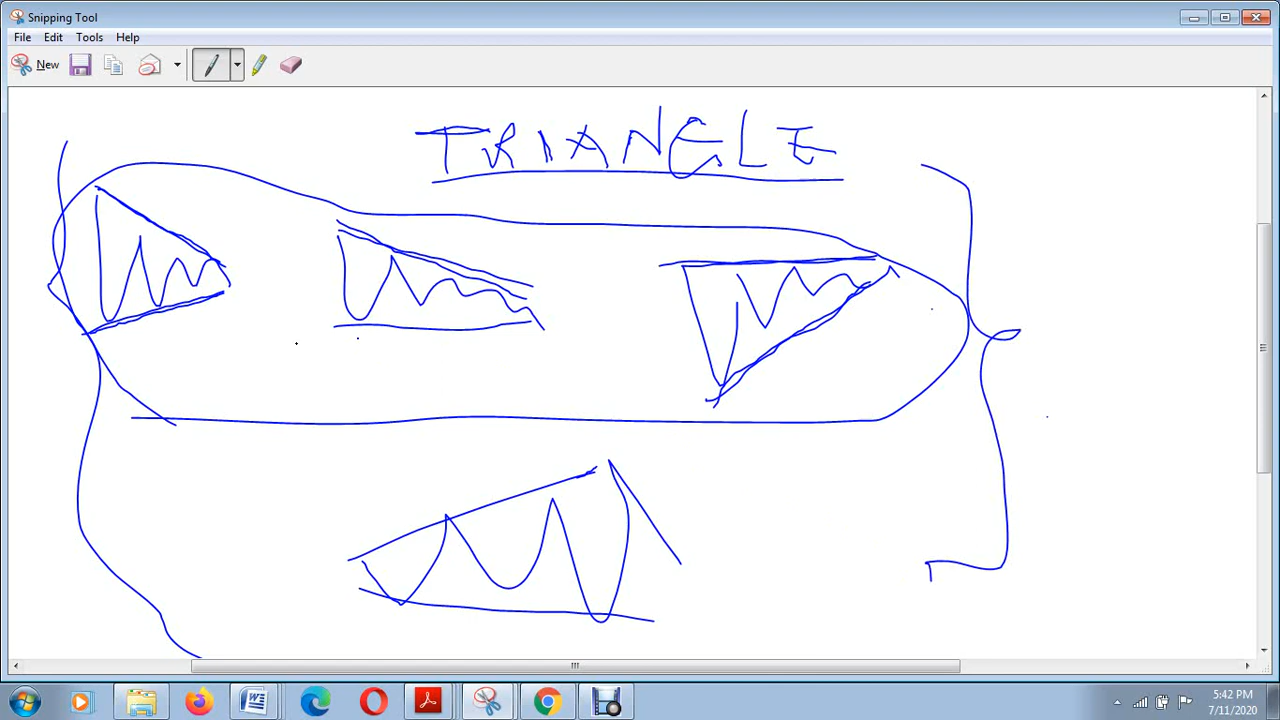 Snipping Tool
File Edit Tools Help
New
TRIANGLE
5:42 PM
7/11/2020